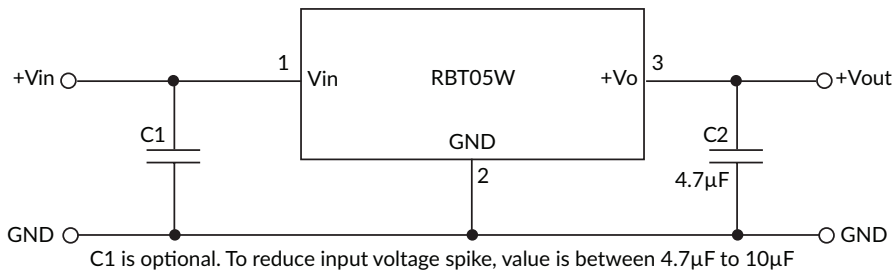 1 3
+Vin Vin RBT05W +Vo +Vout
C1 GND C2
2 4.7µF
GND GND
C1 is optional. To reduce input voltage spike, value is between 4.7µF to 10µF